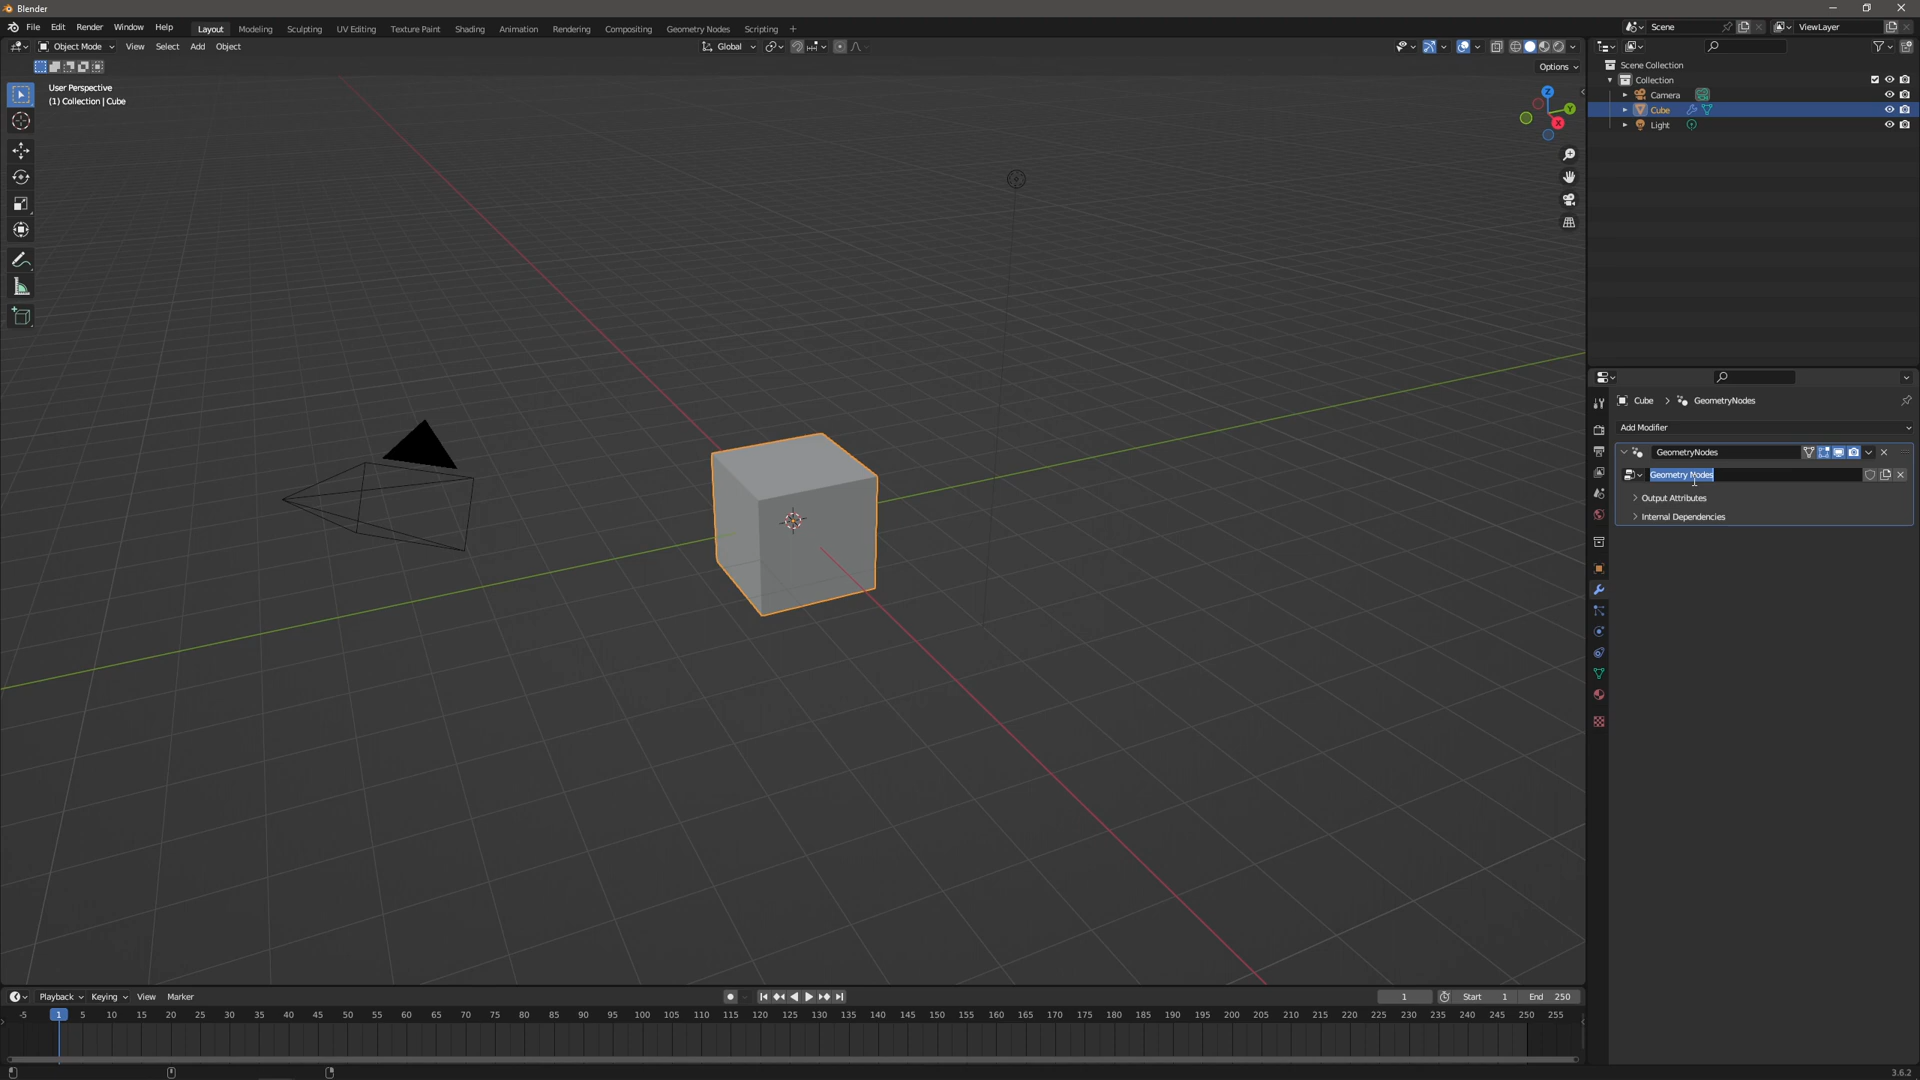 Blender
File Edit Render Window Help Layout Modeling Sculpting UV Editing Texture Paint Shading Animation Rendering Compositing Geometry Nodes Scripting + Scene ViewLayer
Object Mode View Select Add Object Global
Options
User Perspective
(1) Collection | Cube
Z
Y
X
Scene Collection
Collection
Camera
Cube
Light
Cube > GeometryNodes
Add Modifier
GeometryNodes
Geometry Nodes
Output Attributes
Internal Dependencies
Playback Keying View Marker 1 Start 1 End 250
-5 1 5 10 15 20 25 30 35 40 45 50 55 60 65 70 75 80 85 90 95 100 105 110 115 120 125 130 135 140 145 150 155 160 165 170 175 180 185 190 195 200 205 210 215 220 225 230 235 240 245 250 255
3.6.2